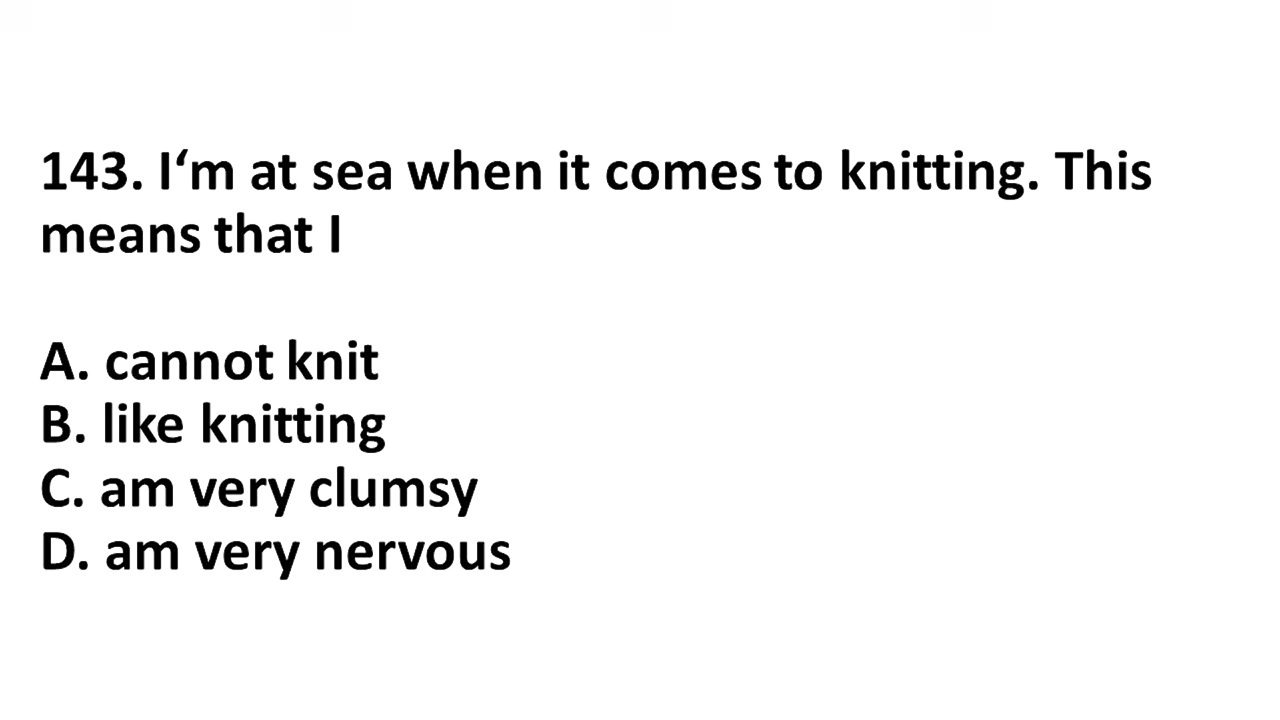 143. I‘m at sea when it comes to knitting. This
means that I
A. cannot knit
B. like knitting
C. am very clumsy
D. am very nervous